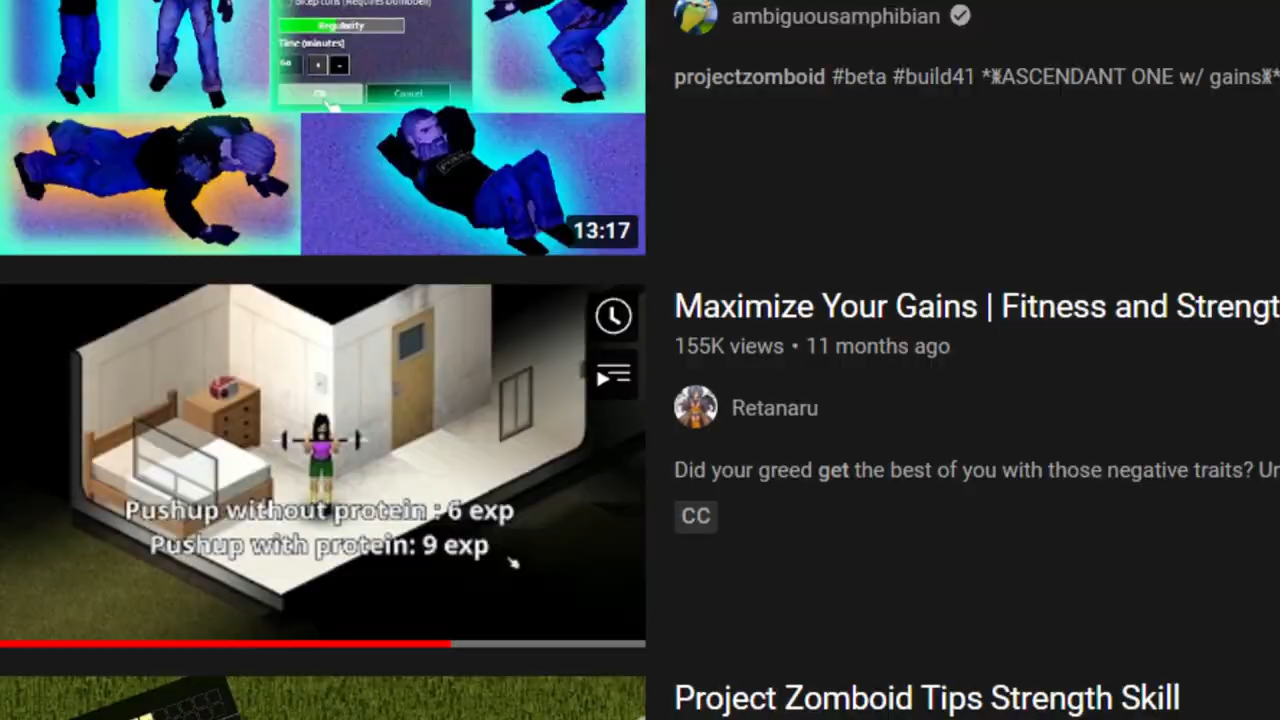 Regularity
Time (minutes)
Cancel
ambiguousamphibian
projectzomboid #beta #build41 *ѪASCENDANT ONE w/ gainsѪ*
13:17
Maximize Your Gains | Fitness and Strengt
155K views • 11 months ago
Retanaru
Did your greed get the best of you with those negative traits? Ur
CC
Pushup without protein : 6 exp
Pushup with protein: 9 exp
Project Zomboid Tips Strength Skill